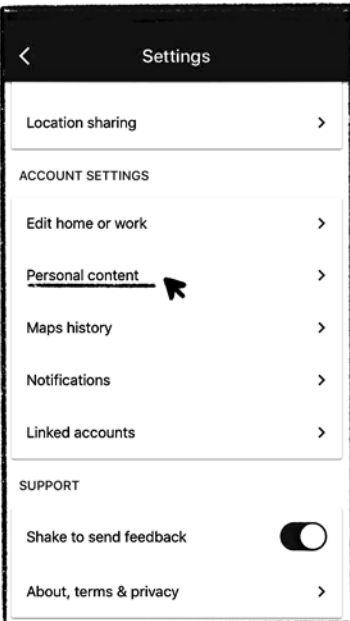 Settings
Location sharing
ACCOUNT SETTINGS
Edit home or work
Personal content
Maps history
Notifications
Linked accounts
SUPPORT
Shake to send feedback
About, terms & privacy